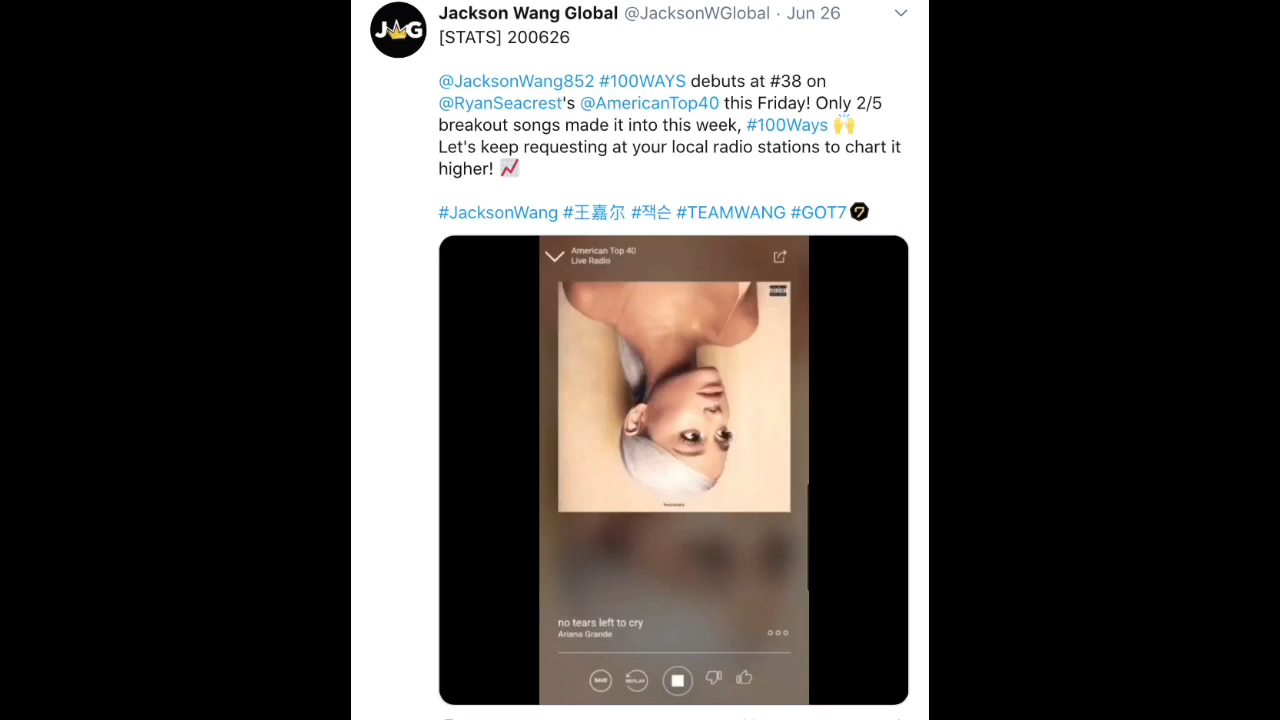 JWG
Jackson Wang Global @JacksonWGlobal · Jun 26
[STATS] 200626
@JacksonWang852 #100WAYS debuts at #38 on
@RyanSeacrest's @AmericanTop40 this Friday! Only 2/5
breakout songs made it into this week, #100Ways 🙌
Let's keep requesting at your local radio stations to chart it
higher! 📈
#JacksonWang #王嘉尔 #잭슨 #TEAMWANG #GOT7
American Top 40
Live Radio
no tears left to cry
Ariana Grande
SAVE
REPLAY